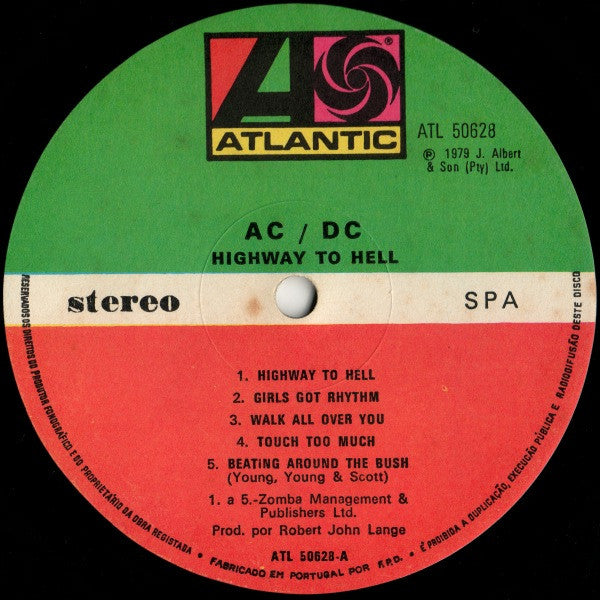 ATLANTIC
ATL 50628
℗ 1979 J. Albert
& Son (Pty) Ltd.
AC / DC
HIGHWAY TO HELL
stereo
SPA
1. HIGHWAY TO HELL
2. GIRLS GOT RHYTHM
3. WALK ALL OVER YOU
4. TOUCH TOO MUCH
5. BEATING AROUND THE BUSH
(Young, Young & Scott)
1. a 5.-Zomba Management &
Publishers Ltd.
Prod. por Robert John Lange
ATL 50628-A
RESERVADOS OS DIREITOS DO PRODUTOR FONOGRÁFICO E DO PROPRIETÁRIO DA OBRA REGISTADA • FABRICADO EM PORTUGAL POR F.P.D. • É PROIBIDA A DUPLICAÇÃO, EXECUÇÃO PÚBLICA E RADIODIFUSÃO DESTE DISCO